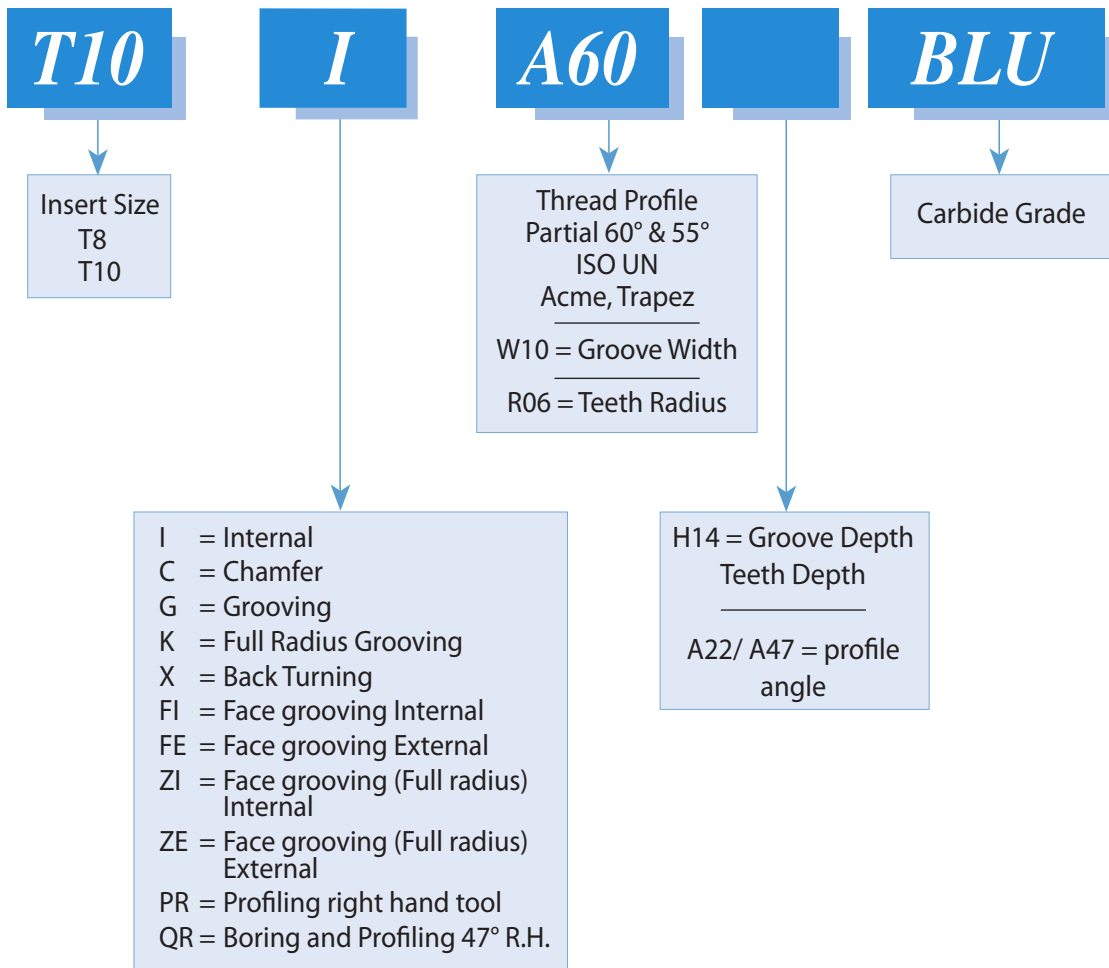 T10 I A60 BLU
Insert Size
T8
T10
Thread Profile
Partial 60° & 55°
ISO UN
Acme, Trapez
W10 = Groove Width
R06 = Teeth Radius
Carbide Grade
I = Internal
C = Chamfer
G = Grooving
K = Full Radius Grooving
X = Back Turning
FI = Face grooving Internal
FE = Face grooving External
ZI = Face grooving (Full radius)
Internal
ZE = Face grooving (Full radius)
External
PR = Profiling right hand tool
QR = Boring and Profiling 47° R.H.
H14 = Groove Depth
Teeth Depth
A22/ A47 = profile
angle